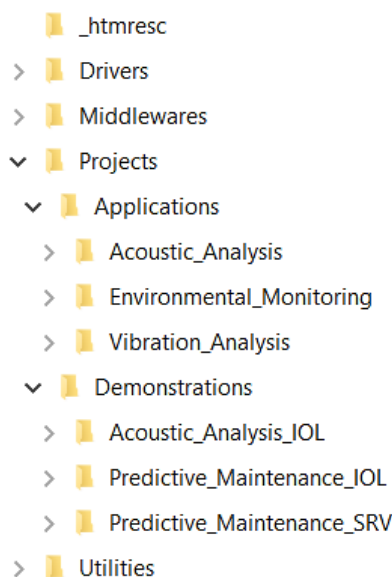 _htmresc
Drivers
Middlewares
Projects
Applications
Acoustic_Analysis
Environmental_Monitoring
Vibration_Analysis
Demonstrations
Acoustic_Analysis_IOL
Predictive_Maintenance_IOL
Predictive_Maintenance_SRV
Utilities